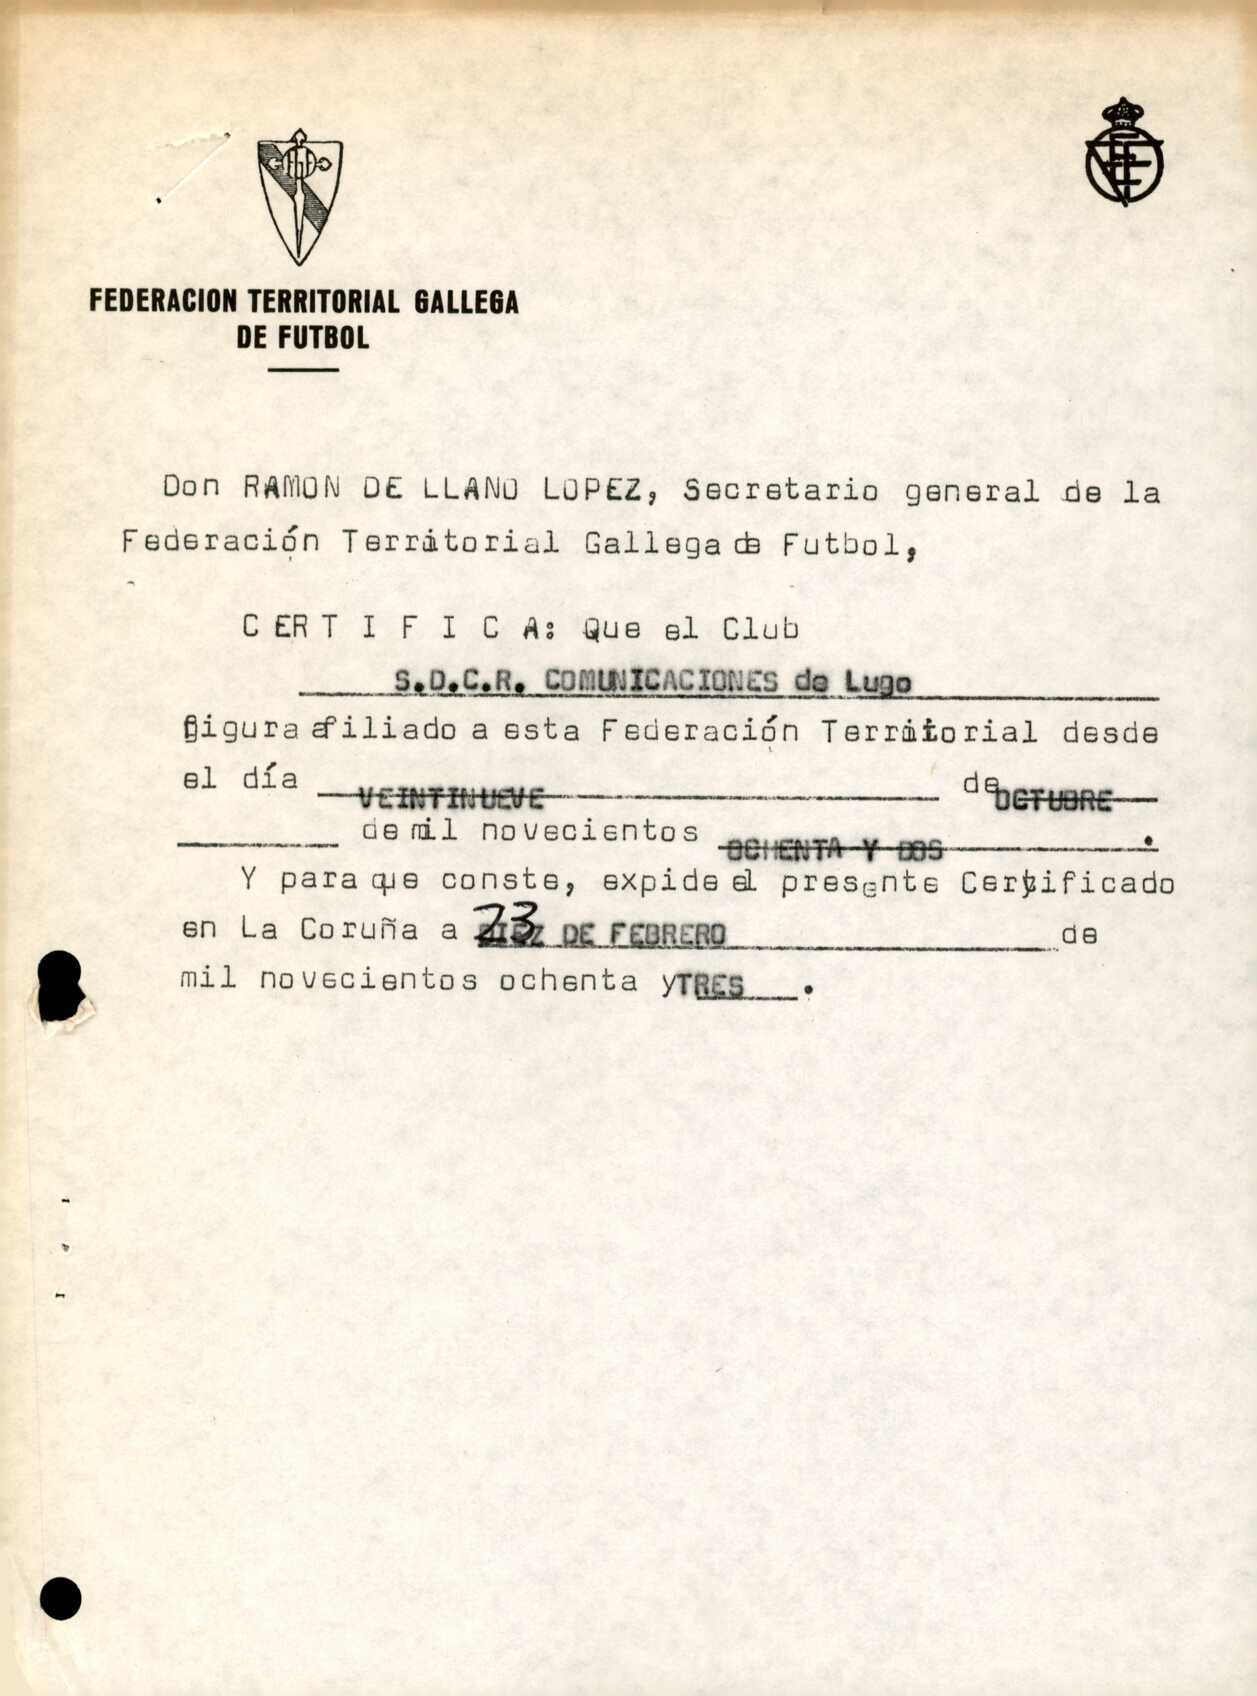 FEDERACION TERRITORIAL GALLEGA
DE FUTBOL
Don RAMON DE LLANO LOPEZ, Secretario general de la
Federación Territorial Gallega de Futbol,
C E R T I F I C A: Que el Club
S.D.C.R. COMUNICACIONES de Lugo
figura afiliado a esta Federación Territorial desde
el día VEINTINUEVE de OCTUBRE
de mil novecientos OCHENTA Y DOS.
Y para que conste, expide el presente Certificado
en La Coruña a 23 DE FEBRERO de
mil novecientos ochenta y TRES.